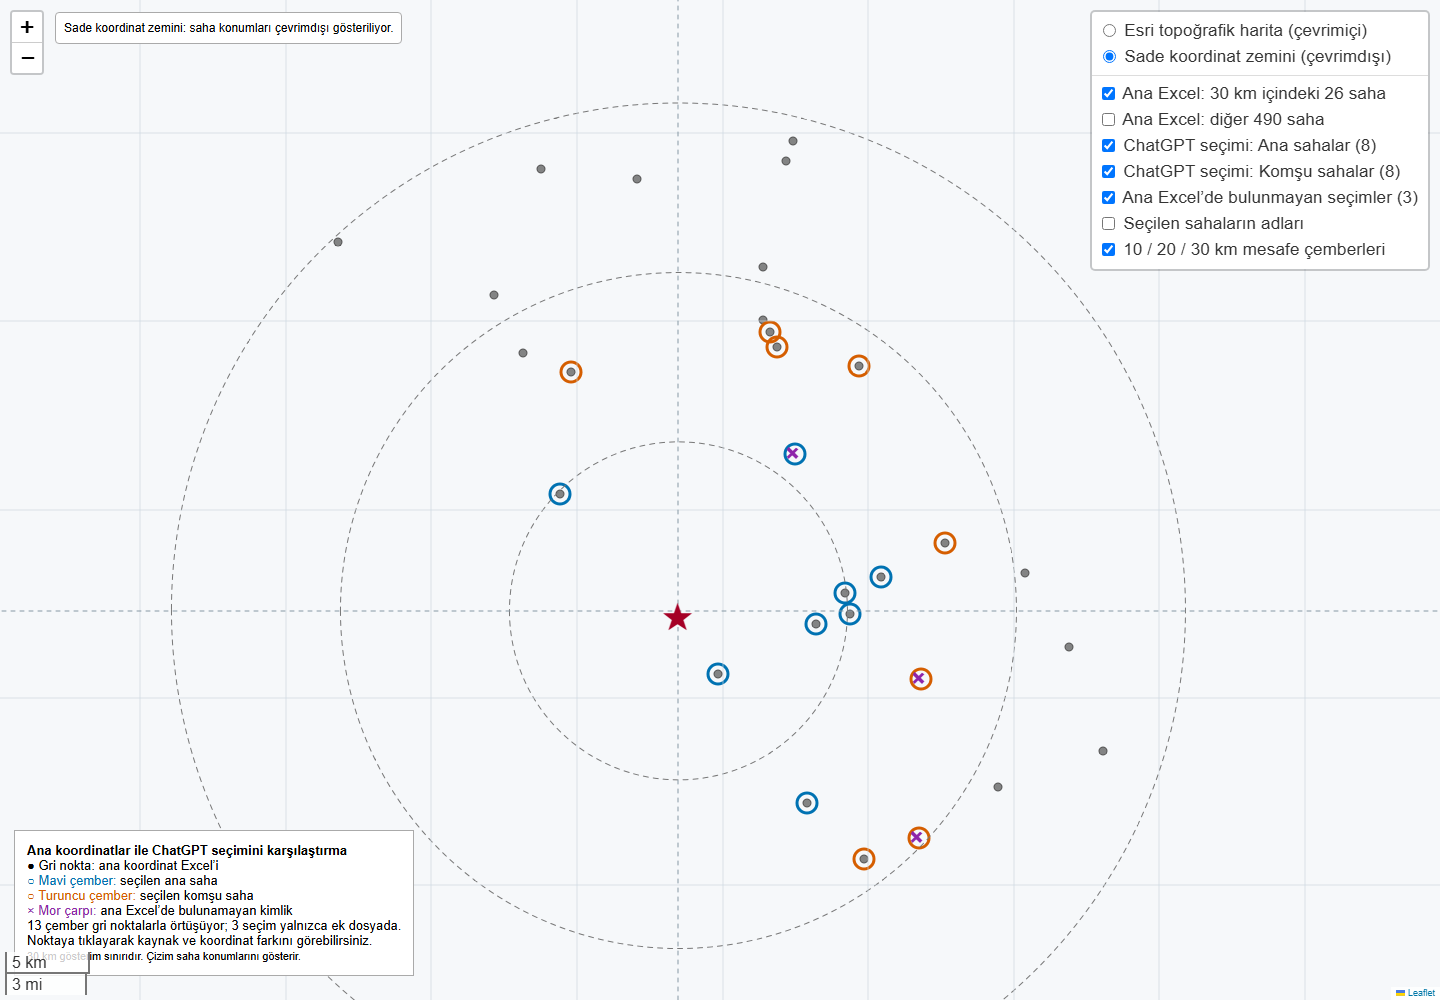 +
−
Sade koordinat zemini: saha konumları çevrimdışı gösteriliyor.
Esri topoğrafik harita (çevrimiçi)
Sade koordinat zemini (çevrimdışı)
Ana Excel: 30 km içindeki 26 saha
Ana Excel: diğer 490 saha
ChatGPT seçimi: Ana sahalar (8)
ChatGPT seçimi: Komşu sahalar (8)
Ana Excel’de bulunmayan seçimler (3)
Seçilen sahaların adları
10 / 20 / 30 km mesafe çemberleri
Ana koordinatlar ile ChatGPT seçimini karşılaştırma
● Gri nokta: ana koordinat Excel’i
○ Mavi çember: seçilen ana saha
○ Turuncu çember: seçilen komşu saha
× Mor çarpı: ana Excel’de bulunamayan kimlik
13 çember gri noktalarla örtüşüyor; 3 seçim yalnızca ek dosyada.
Noktaya tıklayarak kaynak ve koordinat farkını görebilirsiniz.
30 km gösterim sınırıdır. Çizim saha konumlarını gösterir.
5 km
3 mi
Leaflet